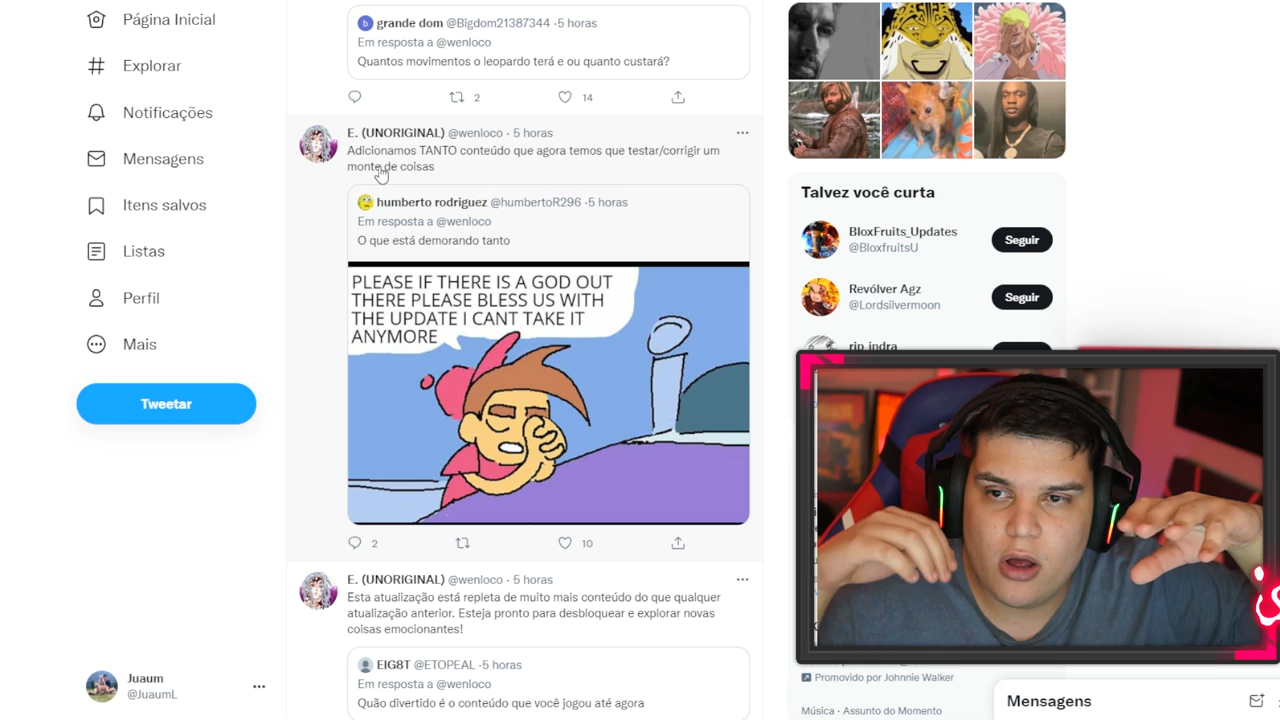 Página Inicial
Explorar
Notificações
Mensagens
Itens salvos
Listas
Perfil
Mais
Tweetar
Juaum
@JuaumL
grande dom @Bigdom21387344 · 5 horas
Em resposta a @wenloco
Quantos movimentos o leopardo terá e ou quanto custará?
2
14
E. (UNORIGINAL) @wenloco · 5 horas
Adicionamos TANTO conteúdo que agora temos que testar/corrigir um
monte de coisas
humberto rodriguez @humbertoR296 · 5 horas
Em resposta a @wenloco
O que está demorando tanto
PLEASE IF THERE IS A GOD OUT
THERE PLEASE BLESS US WITH
THE UPDATE I CANT TAKE IT
ANYMORE
2
10
E. (UNORIGINAL) @wenloco · 5 horas
Esta atualização está repleta de muito mais conteúdo do que qualquer
atualização anterior. Esteja pronto para desbloquear e explorar novas
coisas emocionantes!
EIG8T @ETOPEAL · 5 horas
Em resposta a @wenloco
Quão divertido é o conteúdo que você jogou até agora
Talvez você curta
BloxFruits_Updates
@BloxfruitsU
Seguir
Revólver Agz
@Lordsilvermoon
Seguir
rip_indra
Promovido por Johnnie Walker
Música · Assunto do Momento
Mensagens